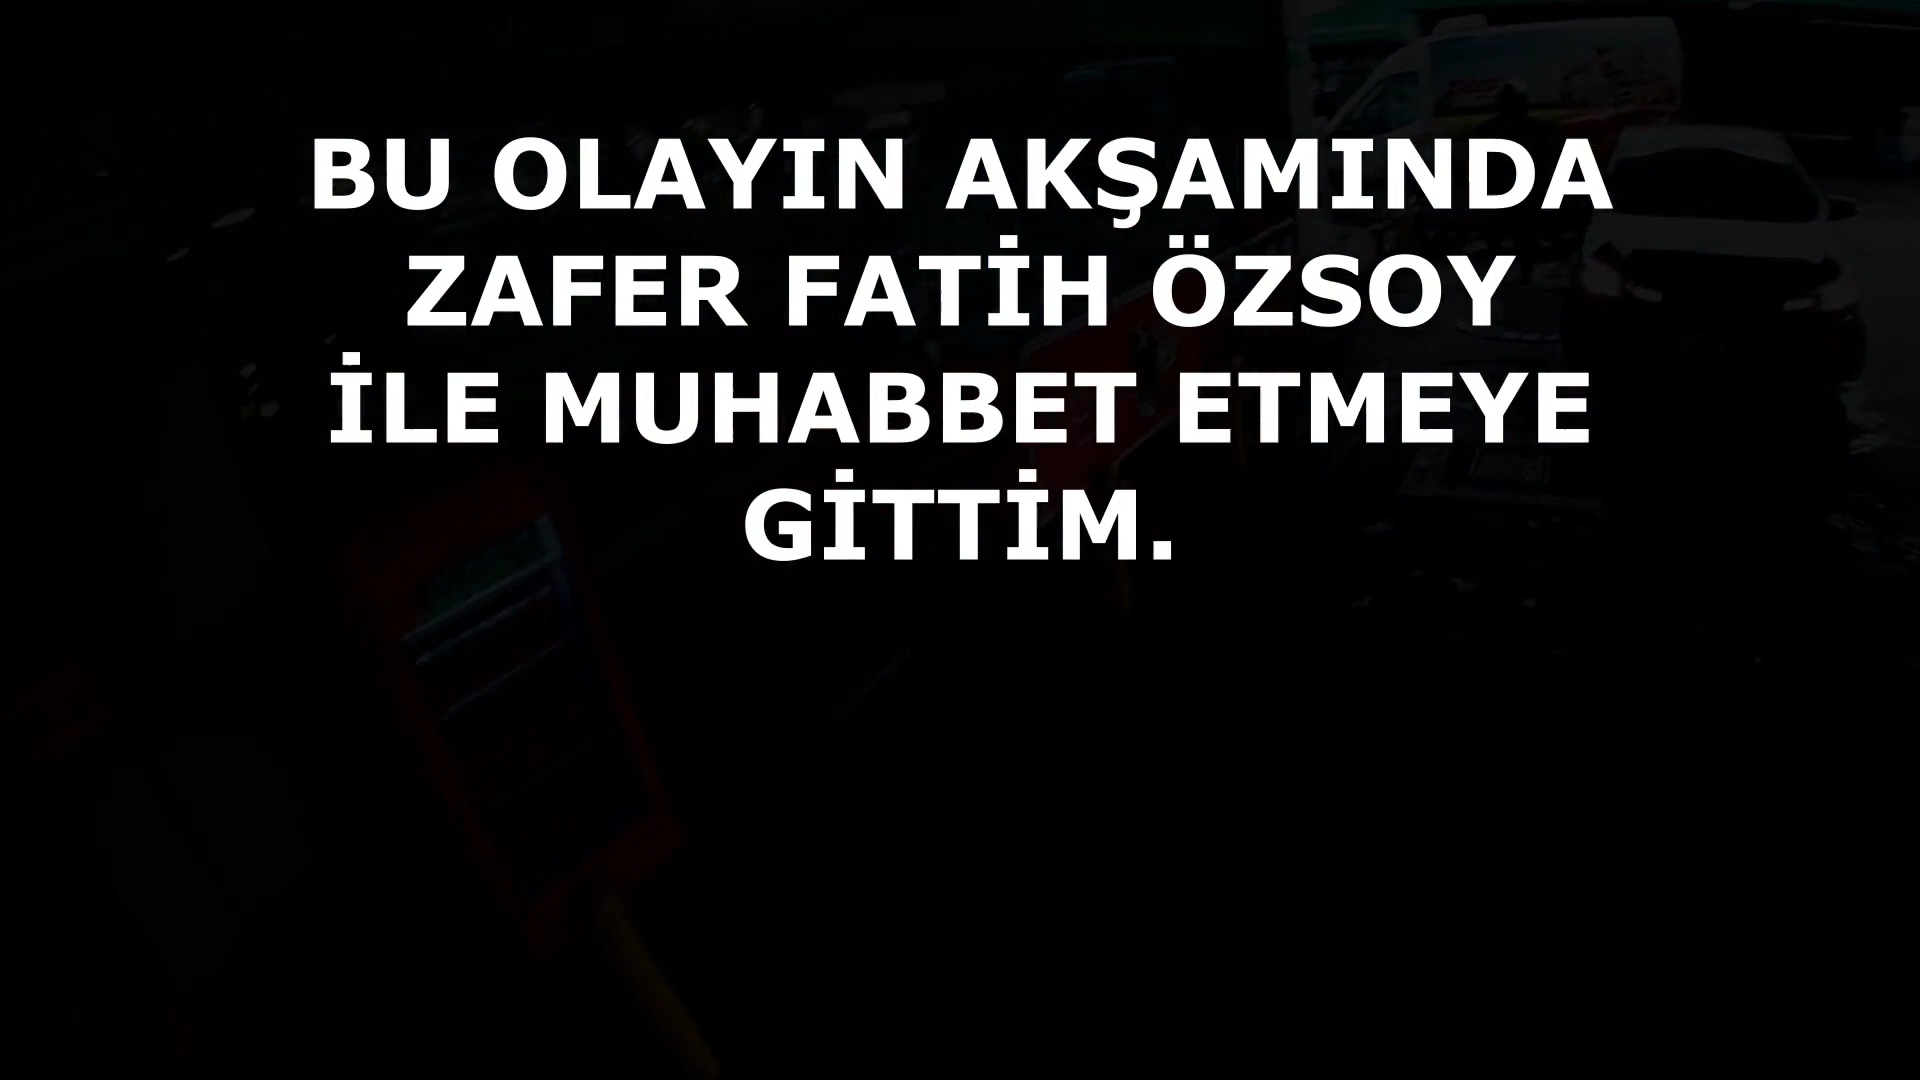 BU OLAYIN AKŞAMINDA
ZAFER FATİH ÖZSOY
İLE MUHABBET ETMEYE
GİTTİM.